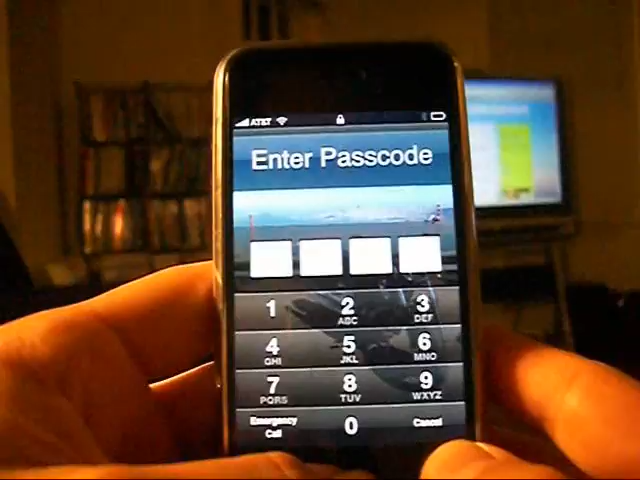 AT&T
Enter Passcode
1 2 ABC 3 DEF
4 GHI 5 JKL 6 MNO
7 PQRS 8 TUV 9 WXYZ
Emergency Call 0 Cancel